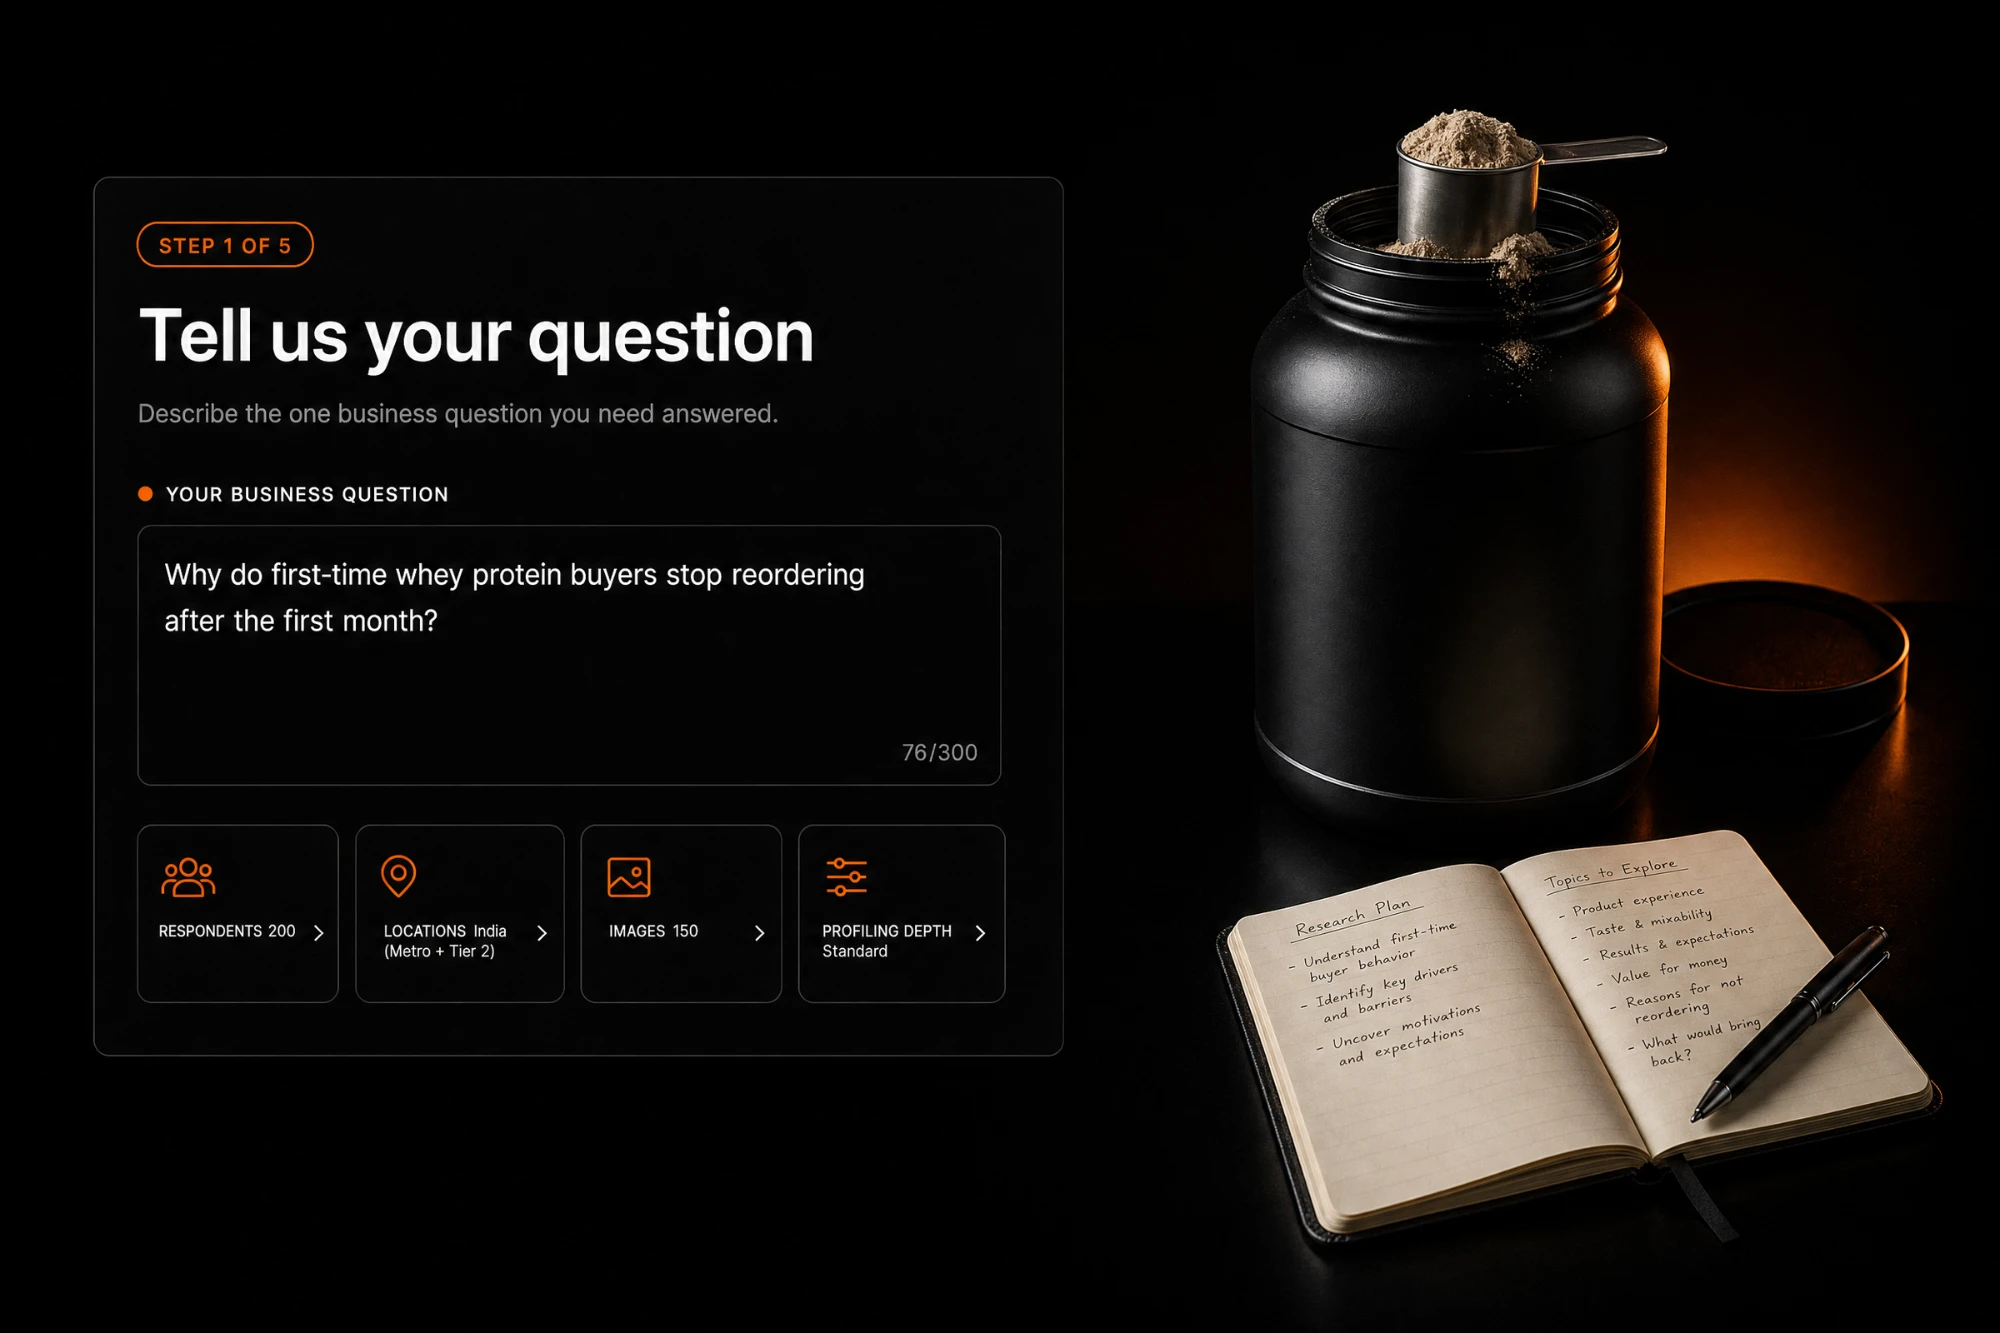 STEP 1 OF 5
Tell us your question
Describe the one business question you need answered.
YOUR BUSINESS QUESTION
Why do first-time whey protein buyers stop reordering
after the first month?
76/300
RESPONDENTS 200
LOCATIONS India
(Metro + Tier 2)
IMAGES 150
PROFILING DEPTH
Standard
Research Plan
- Understand first-time
buyer behavior
- Identify key drivers
and barriers
- Uncover motivations
and expectations
Topics to Explore
- Product experience
- Taste & mixability
- Results & expectations
- Value for money
- Reasons for not
reordering
- What would bring
back?